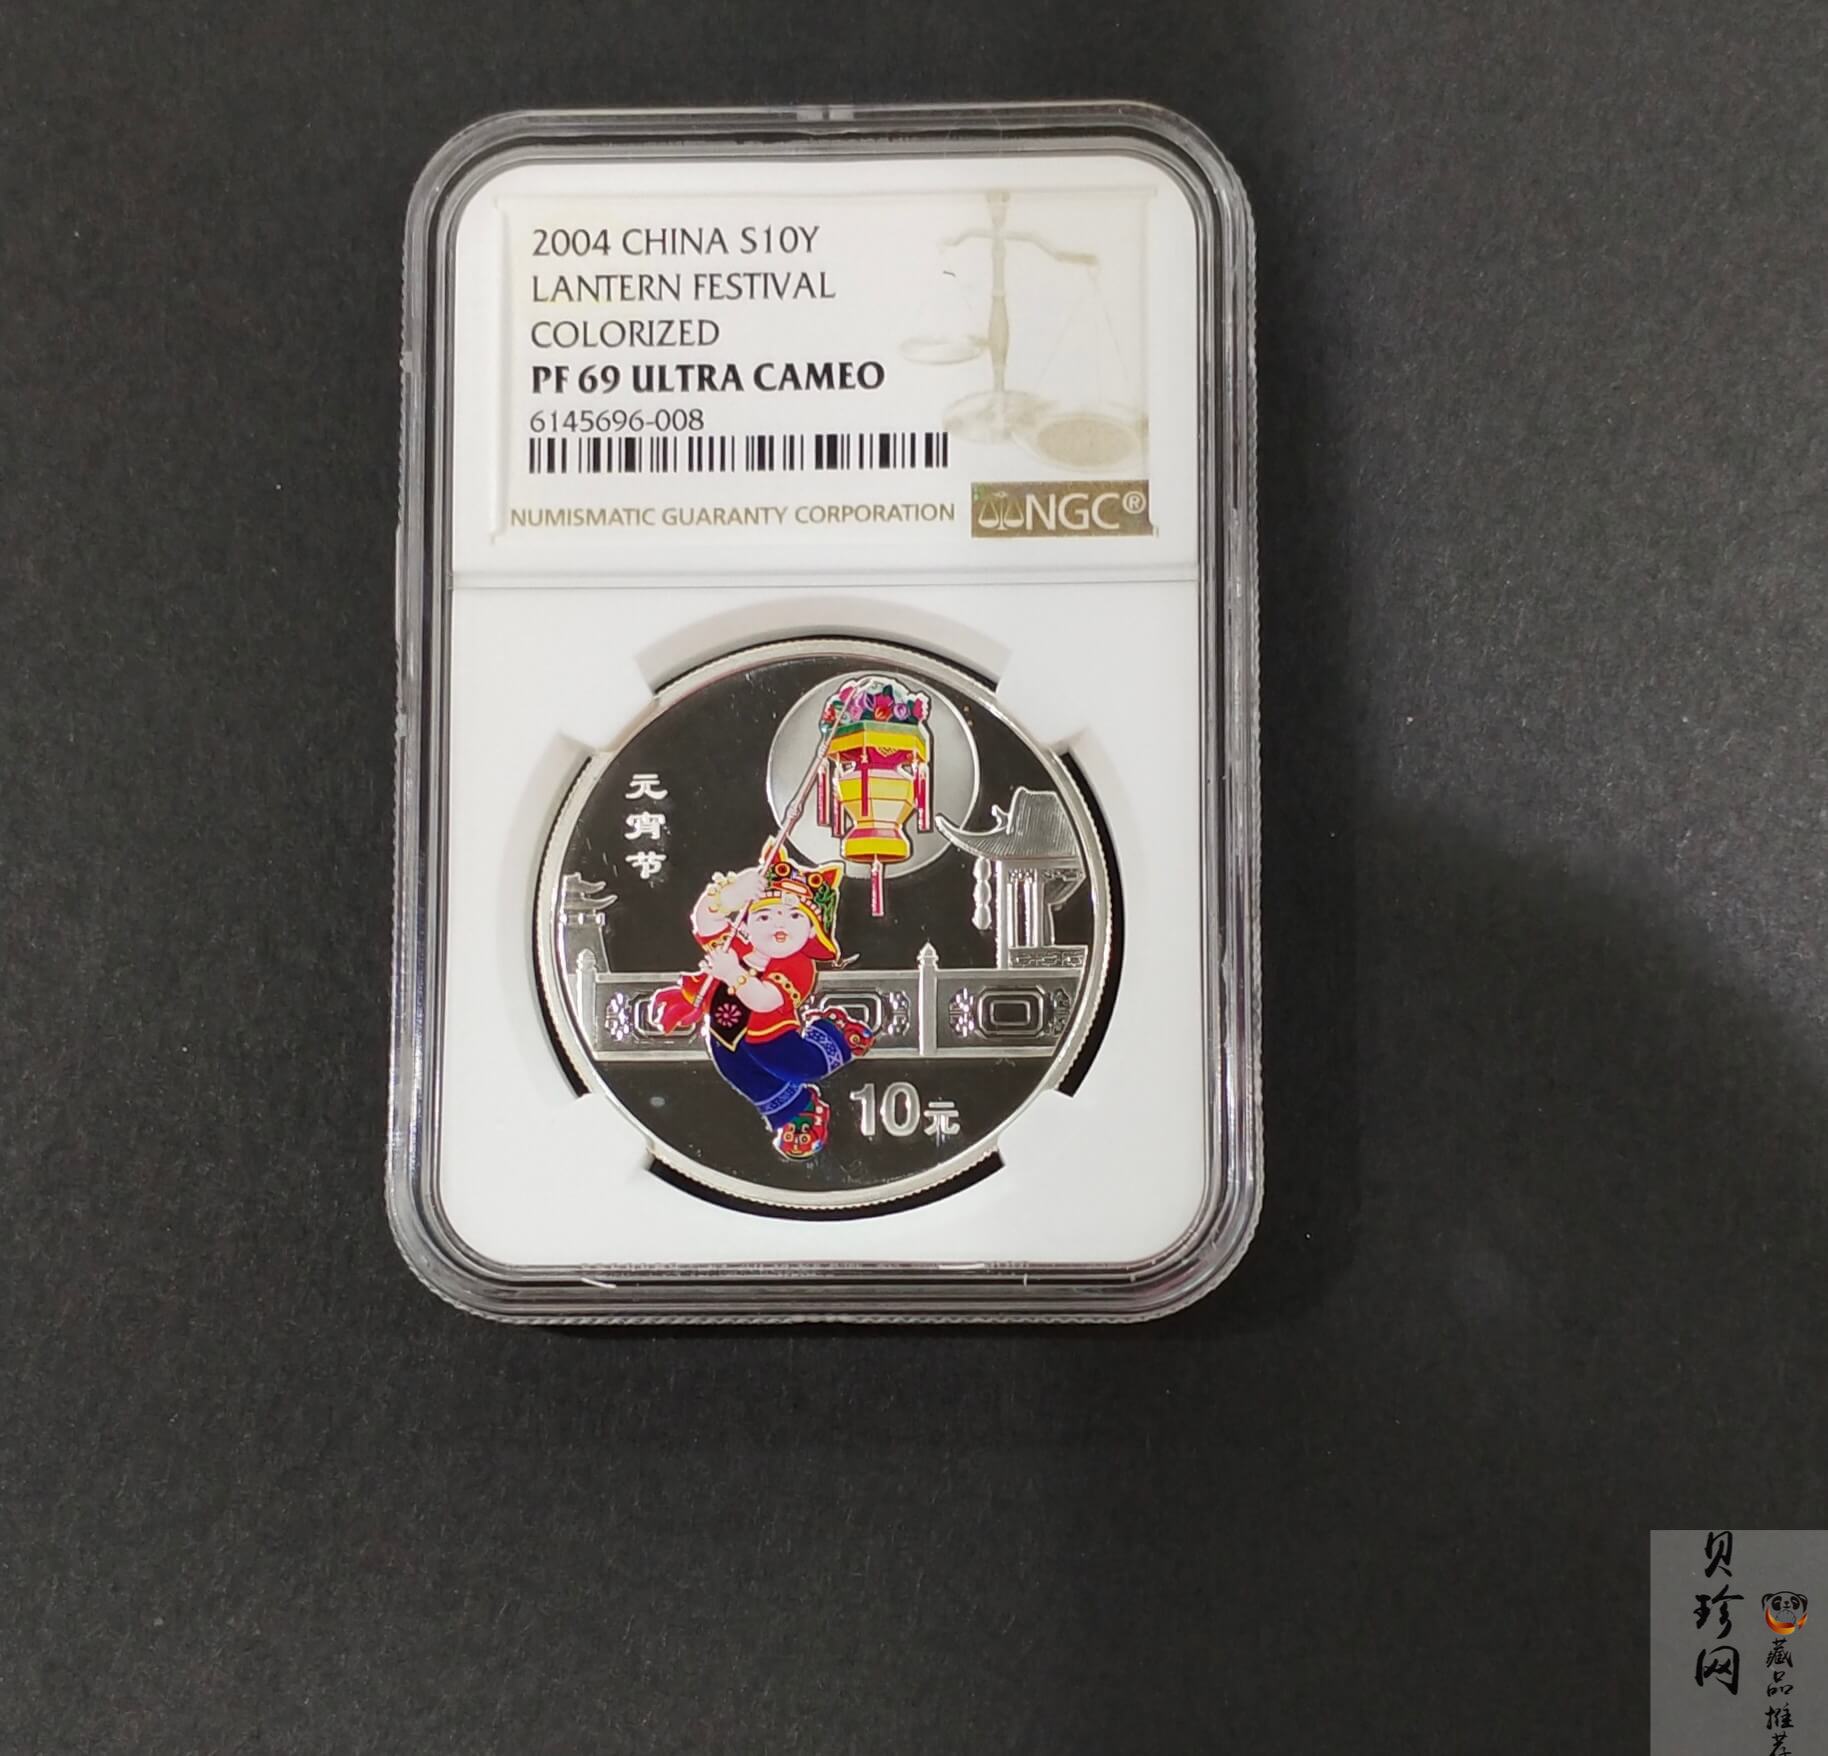 2004 CHINA S10Y
LANTERN FESTIVAL
COLORIZED
PF 69 ULTRA CAMEO
6145696-008
NUMISMATIC GUARANTY CORPORATION
NGC®
元宵节
10元
贝珍网
藏品推荐